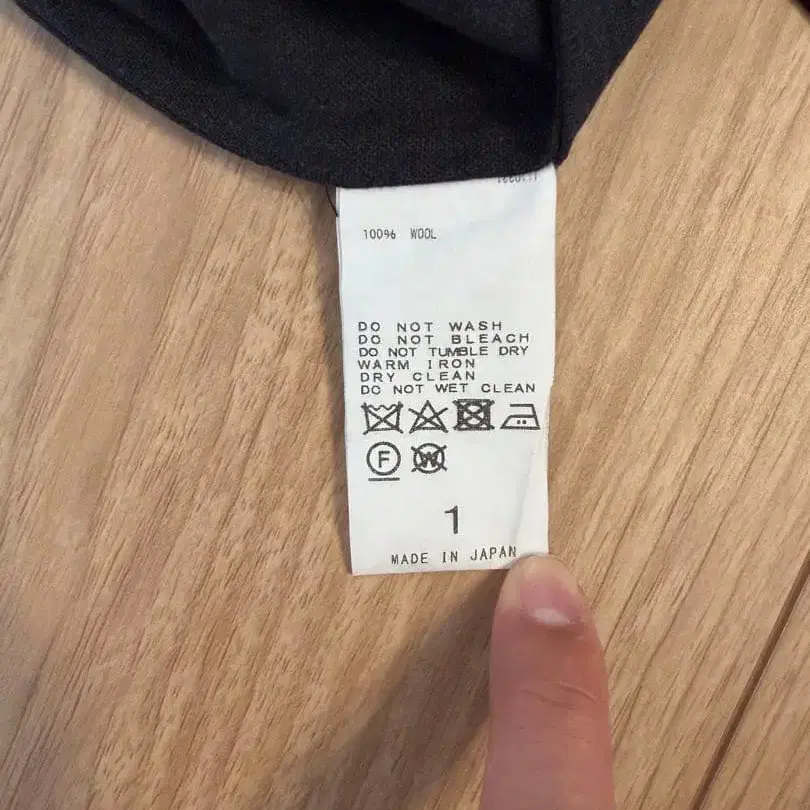 100% WOOL
DO NOT WASH
DO NOT BLEACH
DO NOT TUMBLE DRY
WARM IRON
DRY CLEAN
DO NOT WET CLEAN
F W
1
MADE IN JAPAN